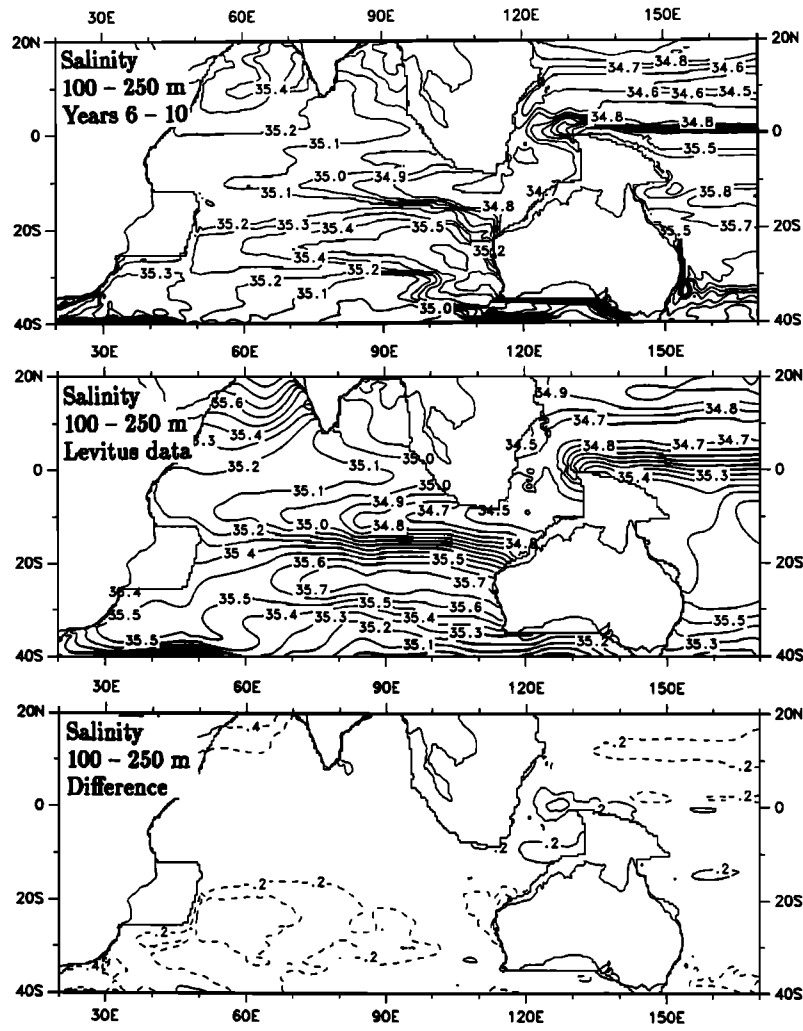 30E 60E 90E 120E 150E
20N 20N
Salinity
100 – 250 m
Years 6 – 10
34.8
34.7 34.6
35.4
34.6 34.6 34.5
34.8 34.8
0 0
35.2
35.1
35.5
35.0 34.9
35.1 34.7 35.8
34.8
20S 20S
35.2 35.3 35.4 35.5 35.7
35.5
35.2
35.4
35.3 35.2 35.2
35.1
35.0
40S 40S
30E 60E 90E 120E 150E
20N 20N
Salinity
100 – 250 m
Levitus data
35.6 34.9
34.8
34.7
35.4 34.5 34.8 34.7 34.7
35.0
0 0
35.2 35.1 35.3
35.4
35.1 35.0
34.9
34.7 34.5
35.2 35.0 34.8
35.4 34.8
20S 20S
35.6 35.5
35.7
35.4 35.7
35.5 35.5 35.6
35.5 35.4 35.3 35.4 35.5
35.5 35.2 35.3 35.2 35.3
35.1
40S 40S
30E 60E 90E 120E 150E
20N 20N
Salinity
100 – 250 m
Difference
.4 .2
.2
.2
0 0
.2
.2 .2
20S 20S
.2 .2
.2
.4 .2
40S 40S
30E 60E 90E 120E 150E